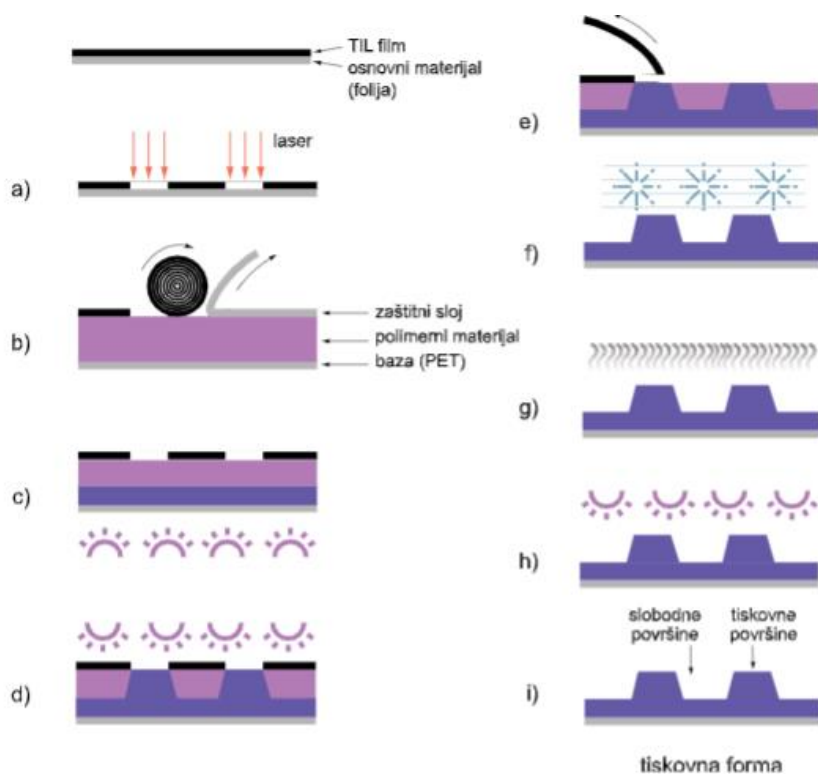 TIL film
osnovni materijal
(folija)
laser
a)
b)
zaštitni sloj
polimerni materijal
baza (PET)
c)
d)
e)
f)
g)
h)
slobodne
površine
tiskovne
površine
i)
tiskovna forma